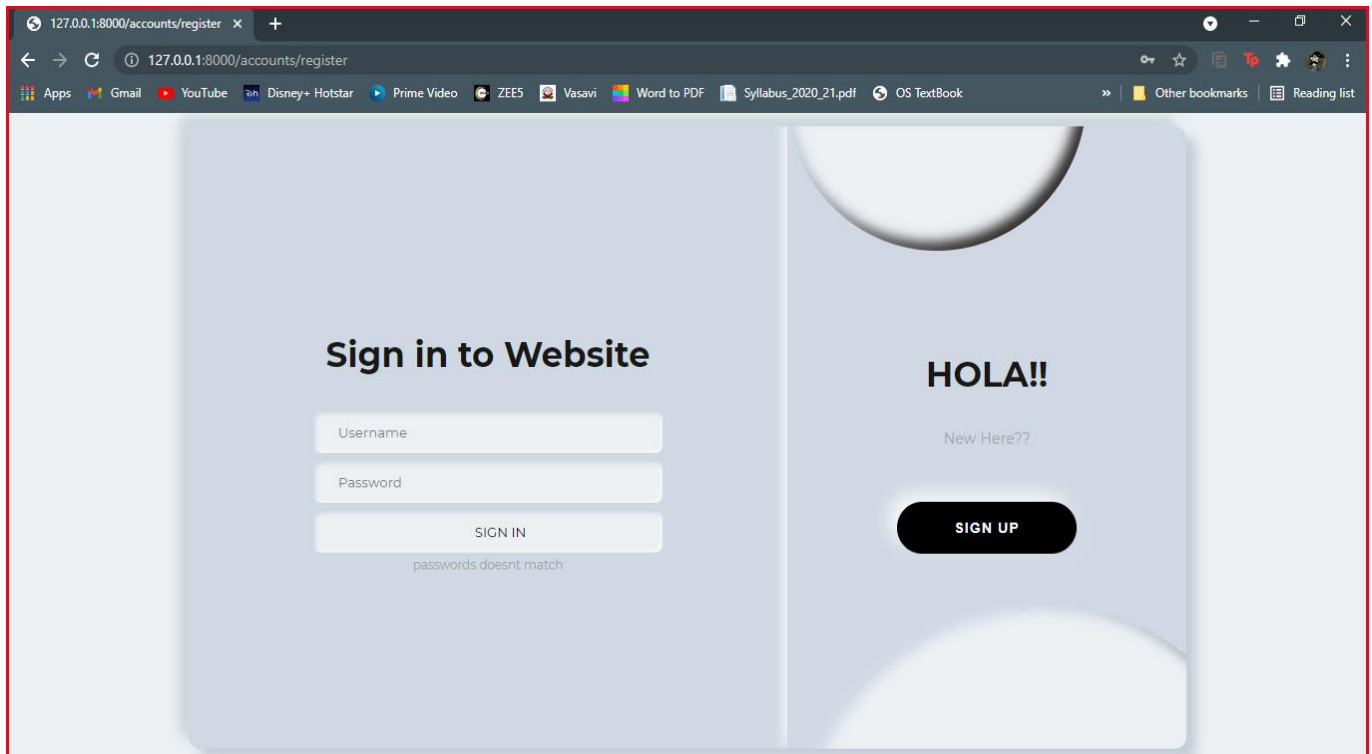 127.0.0.1:8000/accounts/register
127.0.0.1:8000/accounts/register
Apps Gmail YouTube Disney+ Hotstar Prime Video ZEE5 Vasavi Word to PDF Syllabus_2020_21.pdf OS TextBook » Other bookmarks Reading list
Sign in to Website
Username
Password
SIGN IN
passwords doesnt match
HOLA!!
New Here??
SIGN UP